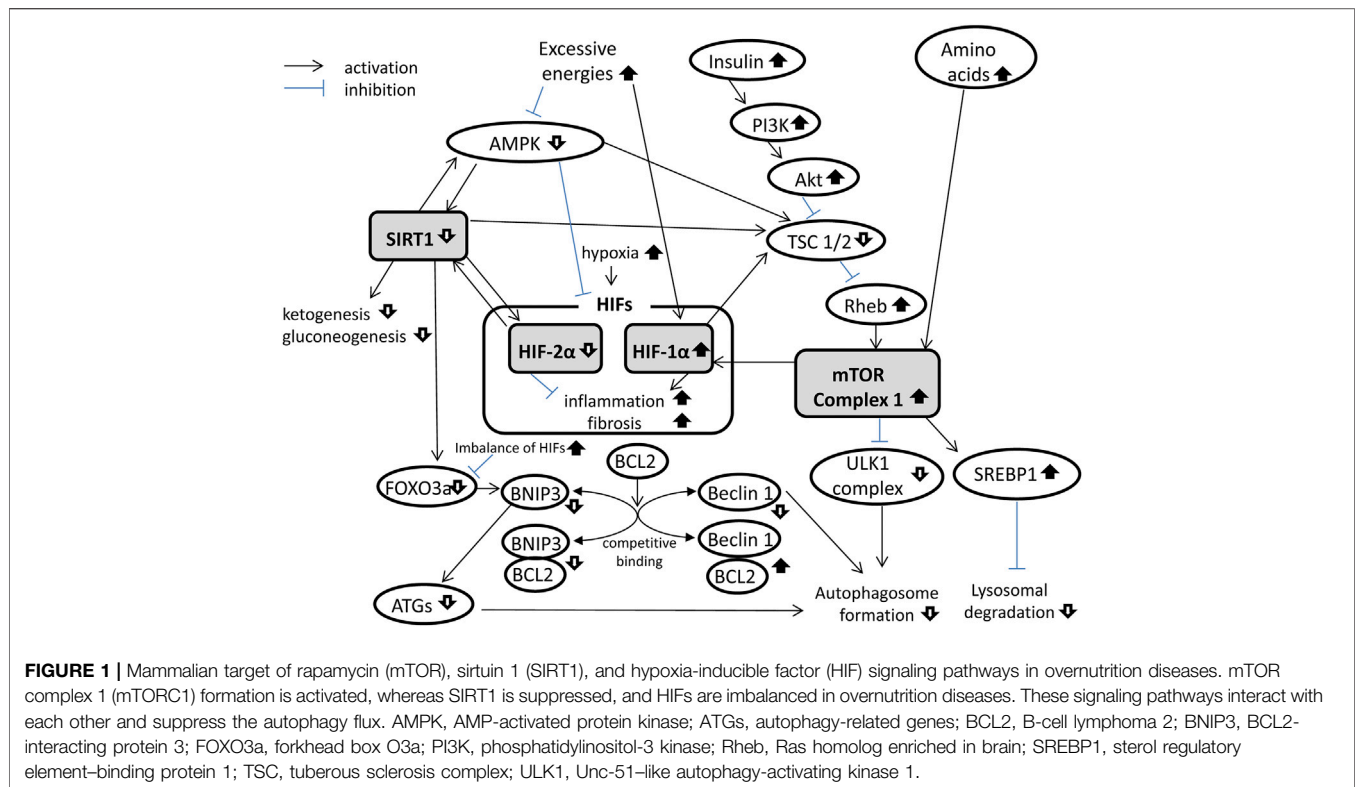 activation
inhibition
Excessive
energies
Insulin
Amino
acids
PI3K
AMPK
Akt
SIRT1
TSC 1/2
hypoxia
HIFs
Rheb
ketogenesis
gluconeogenesis
HIF-2α
HIF-1α
mTOR
Complex 1
inflammation
fibrosis
Imbalance of HIFs
BCL2
ULK1
complex
SREBP1
FOXO3a
BNIP3
Beclin 1
BNIP3
BCL2
competitive
binding
Beclin 1
BCL2
ATGs
Autophagosome
formation
Lysosomal
degradation
FIGURE 1 | Mammalian target of rapamycin (mTOR), sirtuin 1 (SIRT1), and hypoxia-inducible factor (HIF) signaling pathways in overnutrition diseases. mTOR
complex 1 (mTORC1) formation is activated, whereas SIRT1 is suppressed, and HIFs are imbalanced in overnutrition diseases. These signaling pathways interact with
each other and suppress the autophagy flux. AMPK, AMP-activated protein kinase; ATGs, autophagy-related genes; BCL2, B-cell lymphoma 2; BNIP3, BCL2-
interacting protein 3; FOXO3a, forkhead box O3a; PI3K, phosphatidylinositol-3 kinase; Rheb, Ras homolog enriched in brain; SREBP1, sterol regulatory
element–binding protein 1; TSC, tuberous sclerosis complex; ULK1, Unc-51–like autophagy-activating kinase 1.